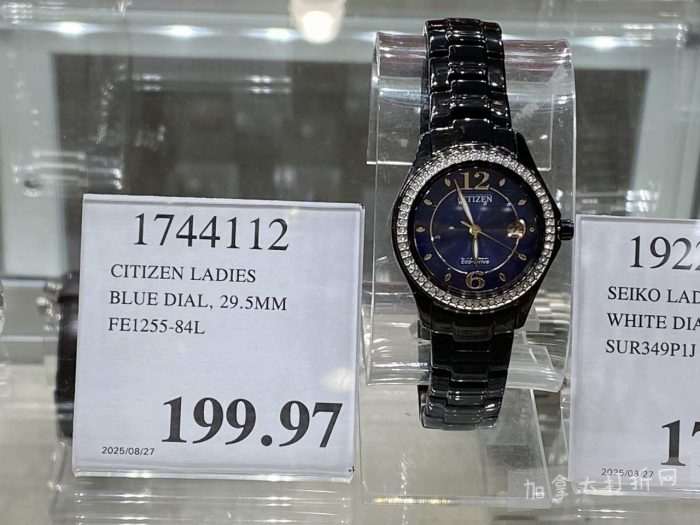 1744112
CITIZEN LADIES
BLUE DIAL, 29.5MM
FE1255-84L
199.97
2025/08/27
12
CITIZEN
Eco-Drive
6
1922
SEIKO LAD
WHITE DIA
SUR349P1J
17
2025/08/27
加拿大打折网